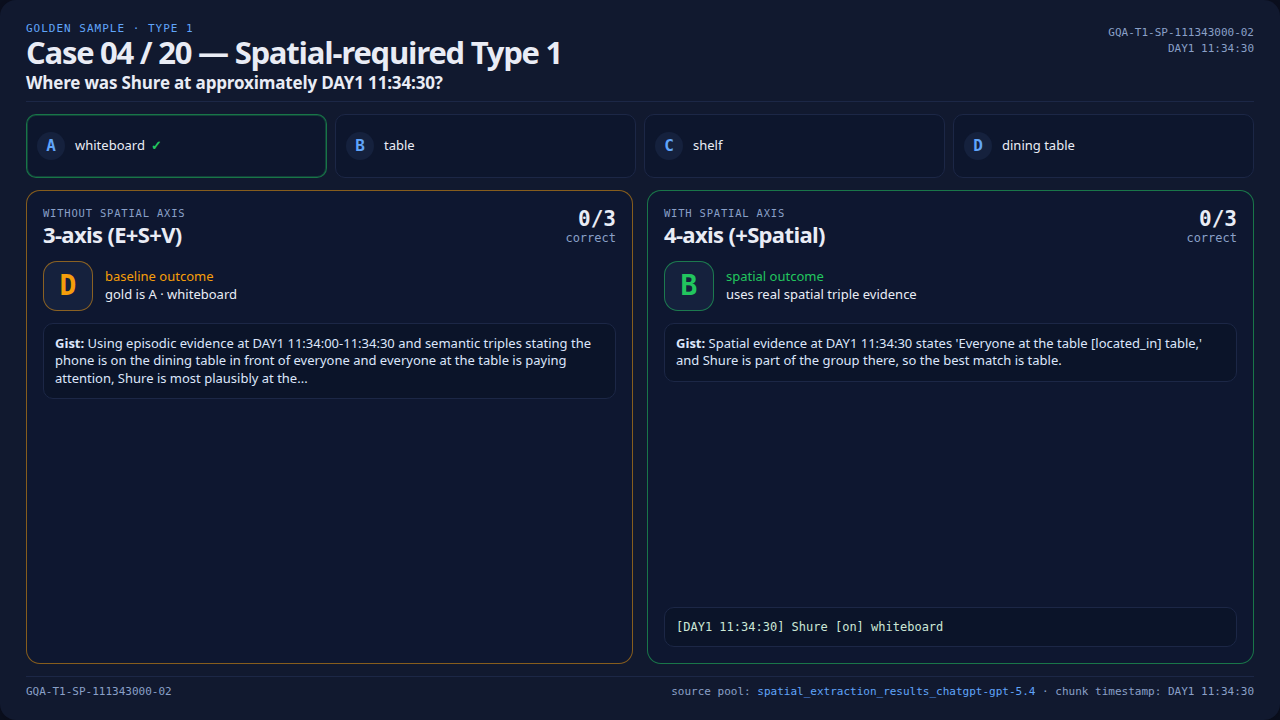 GOLDEN SAMPLE · TYPE 1
Case 04 / 20 — Spatial-required Type 1
Where was Shure at approximately DAY1 11:34:30?
GQA-T1-SP-111343000-02
DAY1 11:34:30
A whiteboard ✓
B table
C shelf
D dining table
WITHOUT SPATIAL AXIS
3-axis (E+S+V)
0/3
correct
D
baseline outcome
gold is A · whiteboard
Gist: Using episodic evidence at DAY1 11:34:00-11:34:30 and semantic triples stating the
phone is on the dining table in front of everyone and everyone at the table is paying
attention, Shure is most plausibly at the...
WITH SPATIAL AXIS
4-axis (+Spatial)
0/3
correct
B
spatial outcome
uses real spatial triple evidence
Gist: Spatial evidence at DAY1 11:34:30 states 'Everyone at the table [located_in] table,'
and Shure is part of the group there, so the best match is table.
[DAY1 11:34:30] Shure [on] whiteboard
GQA-T1-SP-111343000-02
source pool: spatial_extraction_results_chatgpt-gpt-5.4 · chunk timestamp: DAY1 11:34:30